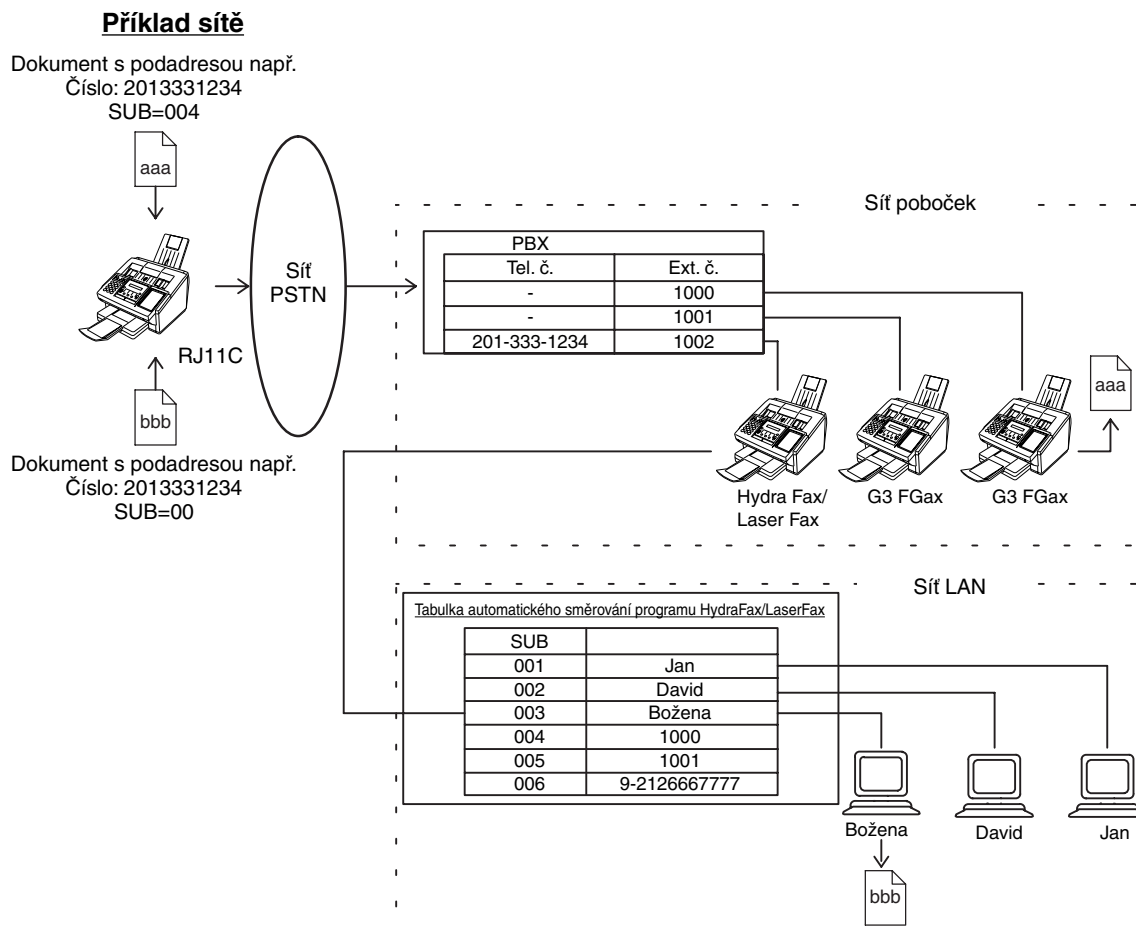 Příklad sítě
Dokument s podadresou např.
Číslo: 2013331234
SUB=004
aaa
RJ11C
bbb
Dokument s podadresou např.
Číslo: 2013331234
SUB=00
Síť
PSTN
Síť poboček
PBX
Tel. č. Ext. č.
- 1000
- 1001
201-333-1234 1002
aaa
Hydra Fax/
Laser Fax
G3 FGax
G3 FGax
Síť LAN
Tabulka automatického směrování programu HydraFax/LaserFax
SUB
001 Jan
002 David
003 Božena
004 1000
005 1001
006 9-2126667777
Božena
David
Jan
bbb